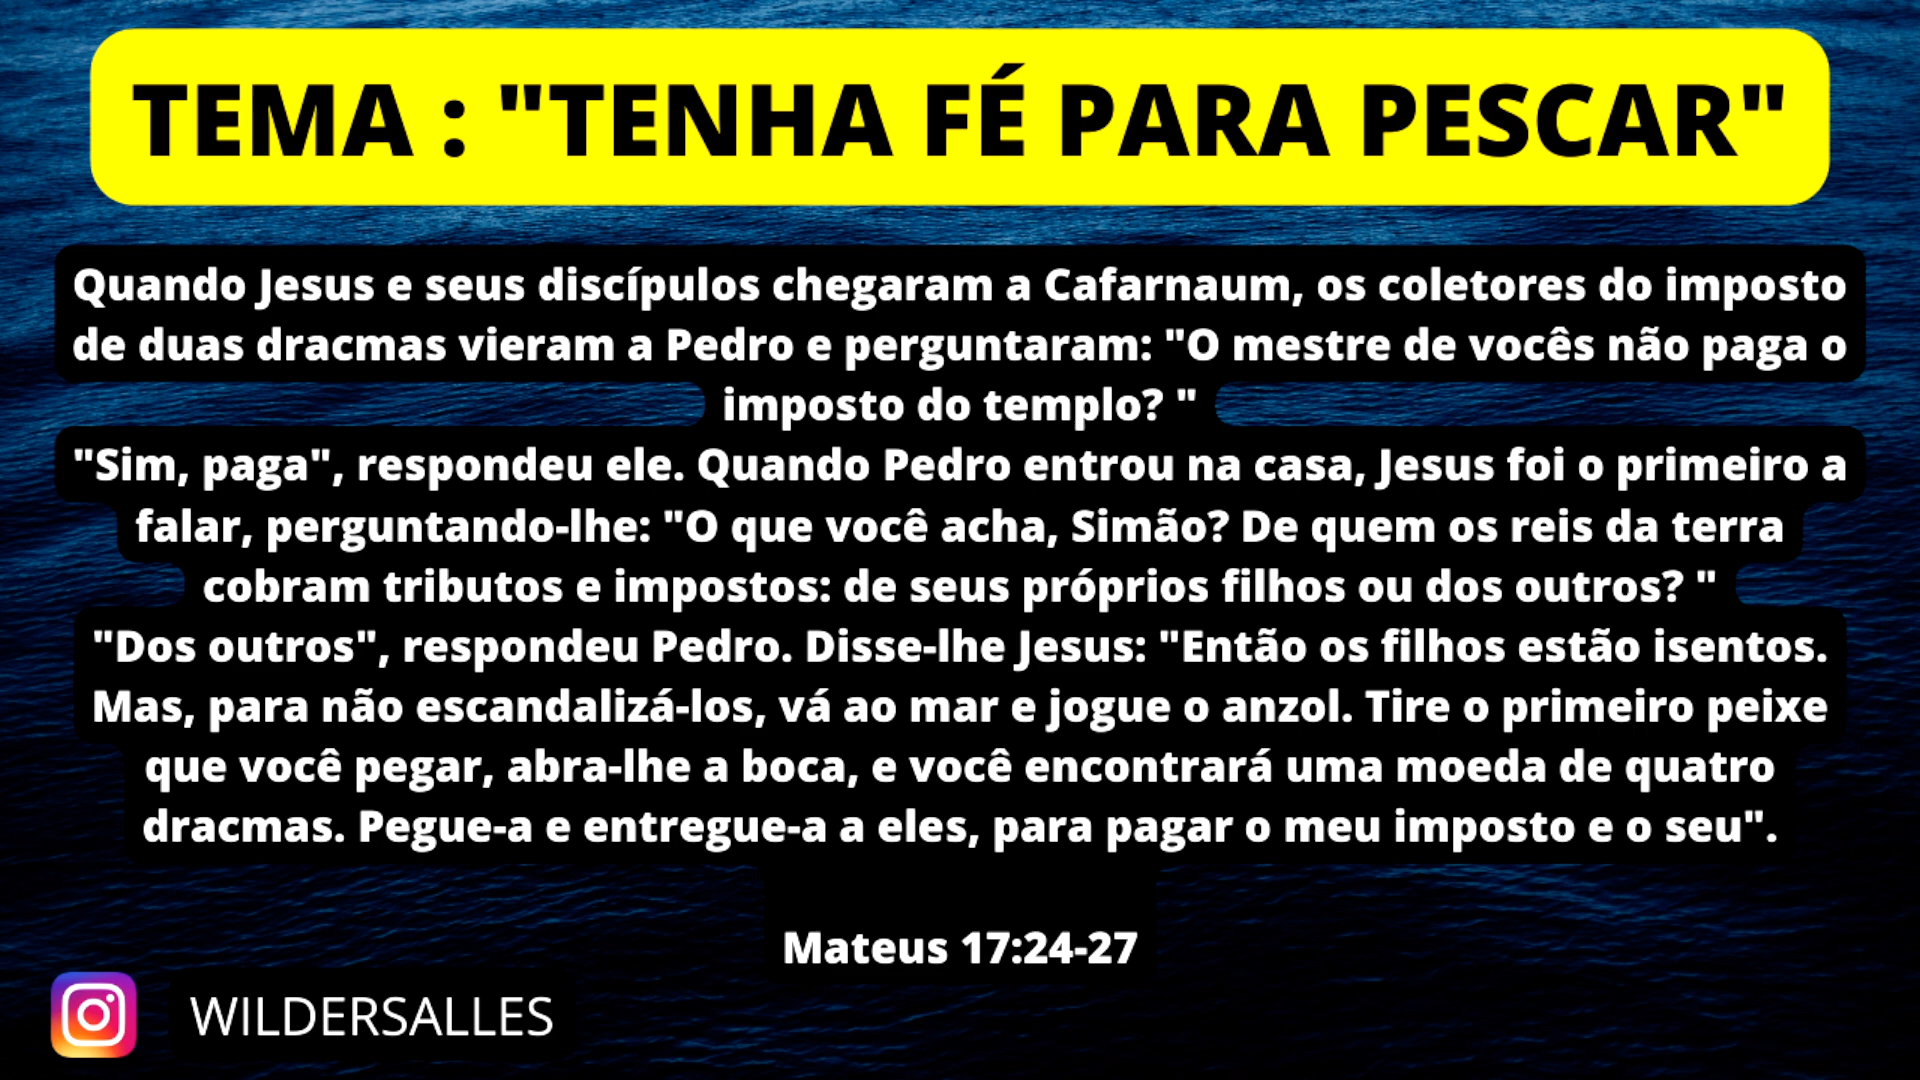 TEMA : "TENHA FÉ PARA PESCAR"
Quando Jesus e seus discípulos chegaram a Cafarnaum, os coletores do imposto
de duas dracmas vieram a Pedro e perguntaram: "O mestre de vocês não paga o
imposto do templo? "
"Sim, paga", respondeu ele. Quando Pedro entrou na casa, Jesus foi o primeiro a
falar, perguntando-lhe: "O que você acha, Simão? De quem os reis da terra
cobram tributos e impostos: de seus próprios filhos ou dos outros? "
"Dos outros", respondeu Pedro. Disse-lhe Jesus: "Então os filhos estão isentos.
Mas, para não escandalizá-los, vá ao mar e jogue o anzol. Tire o primeiro peixe
que você pegar, abra-lhe a boca, e você encontrará uma moeda de quatro
dracmas. Pegue-a e entregue-a a eles, para pagar o meu imposto e o seu".
Mateus 17:24-27
WILDERSALLES